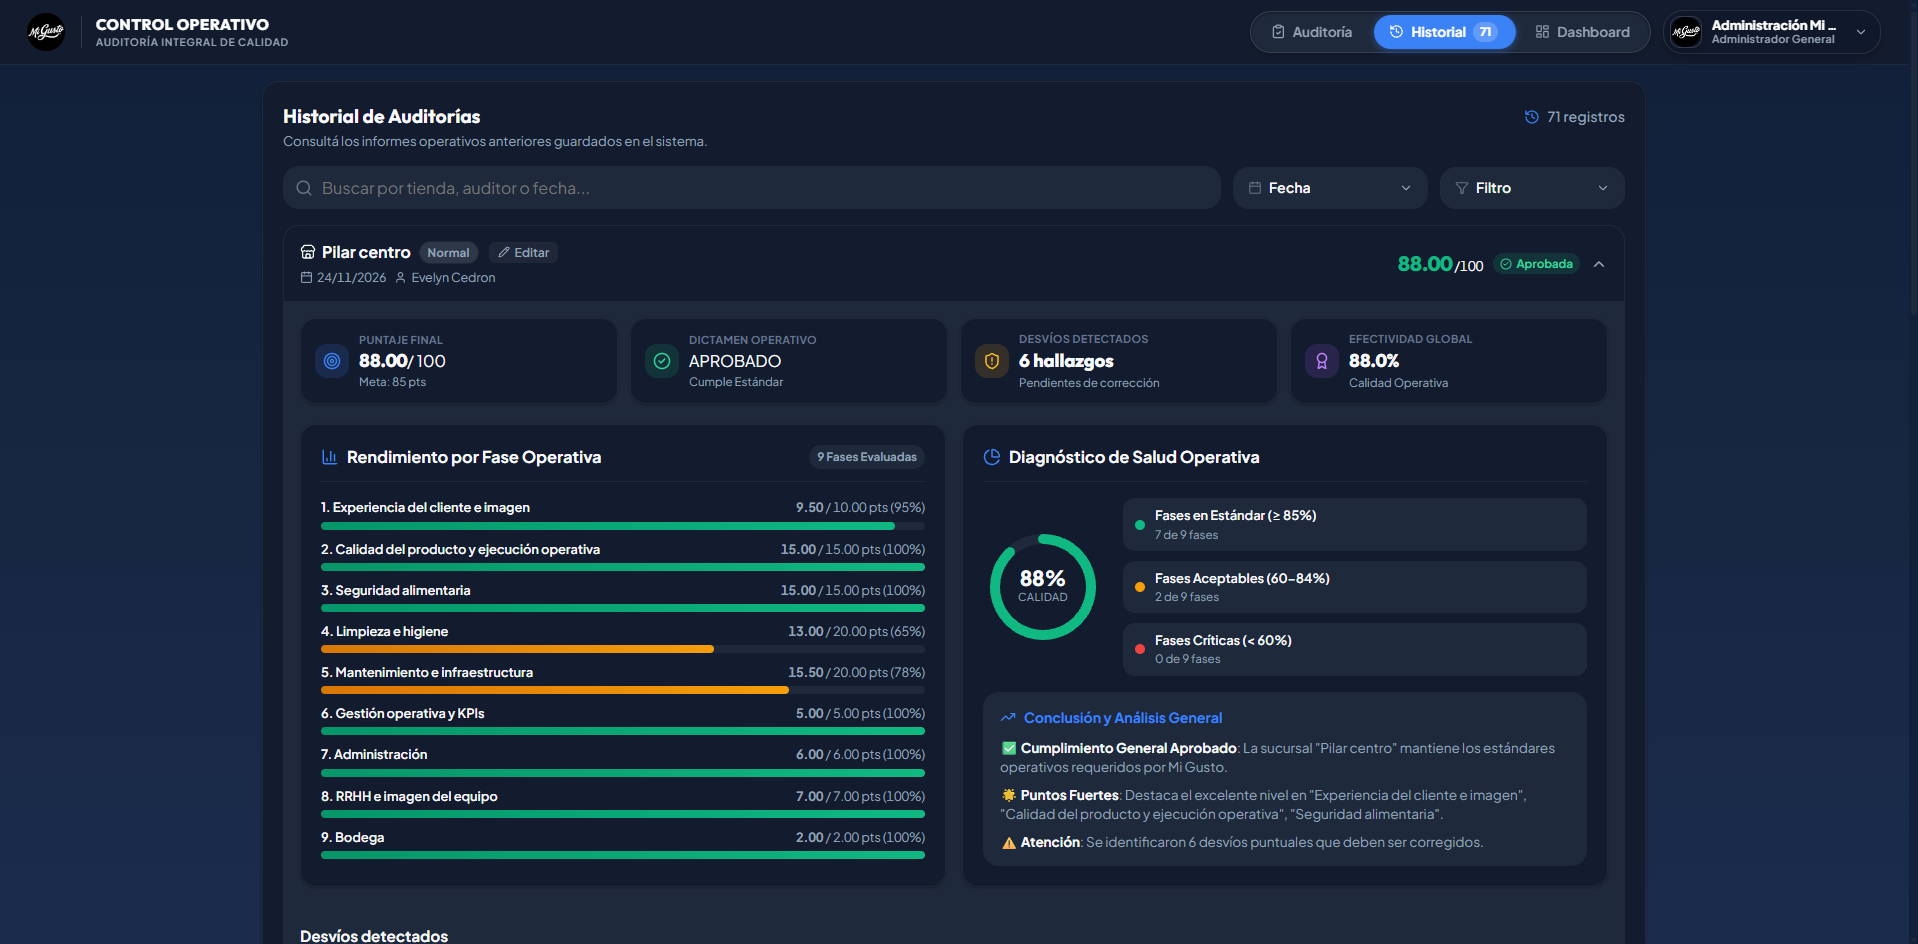 Mi Gusto
CONTROL OPERATIVO
AUDITORÍA INTEGRAL DE CALIDAD
Auditoría
Historial 71
Dashboard
Mi Gusto
Administración Mi ...
Administrador General
Historial de Auditorías
71 registros
Consultá los informes operativos anteriores guardados en el sistema.
Buscar por tienda, auditor o fecha...
Fecha
Filtro
Pilar centro Normal Editar
24/11/2026 Evelyn Cedron
88.00/100 Aprobada
PUNTAJE FINAL
88.00/ 100
Meta: 85 pts
DICTAMEN OPERATIVO
APROBADO
Cumple Estándar
DESVÍOS DETECTADOS
6 hallazgos
Pendientes de corrección
EFECTIVIDAD GLOBAL
88.0%
Calidad Operativa
Rendimiento por Fase Operativa 9 Fases Evaluadas
1. Experiencia del cliente e imagen 9.50 / 10.00 pts (95%)
2. Calidad del producto y ejecución operativa 15.00 / 15.00 pts (100%)
3. Seguridad alimentaria 15.00 / 15.00 pts (100%)
4. Limpieza e higiene 13.00 / 20.00 pts (65%)
5. Mantenimiento e infraestructura 15.50 / 20.00 pts (78%)
6. Gestión operativa y KPIs 5.00 / 5.00 pts (100%)
7. Administración 6.00 / 6.00 pts (100%)
8. RRHH e imagen del equipo 7.00 / 7.00 pts (100%)
9. Bodega 2.00 / 2.00 pts (100%)
Diagnóstico de Salud Operativa
88%
CALIDAD
Fases en Estándar (≥ 85%)
7 de 9 fases
Fases Aceptables (60–84%)
2 de 9 fases
Fases Críticas (< 60%)
0 de 9 fases
Conclusión y Análisis General
✅ Cumplimiento General Aprobado: La sucursal "Pilar centro" mantiene los estándares
operativos requeridos por Mi Gusto.
🌟 Puntos Fuertes: Destaca el excelente nivel en "Experiencia del cliente e imagen",
"Calidad del producto y ejecución operativa", "Seguridad alimentaria".
⚠️ Atención: Se identificaron 6 desvíos puntuales que deben ser corregidos.
Desvíos detectados